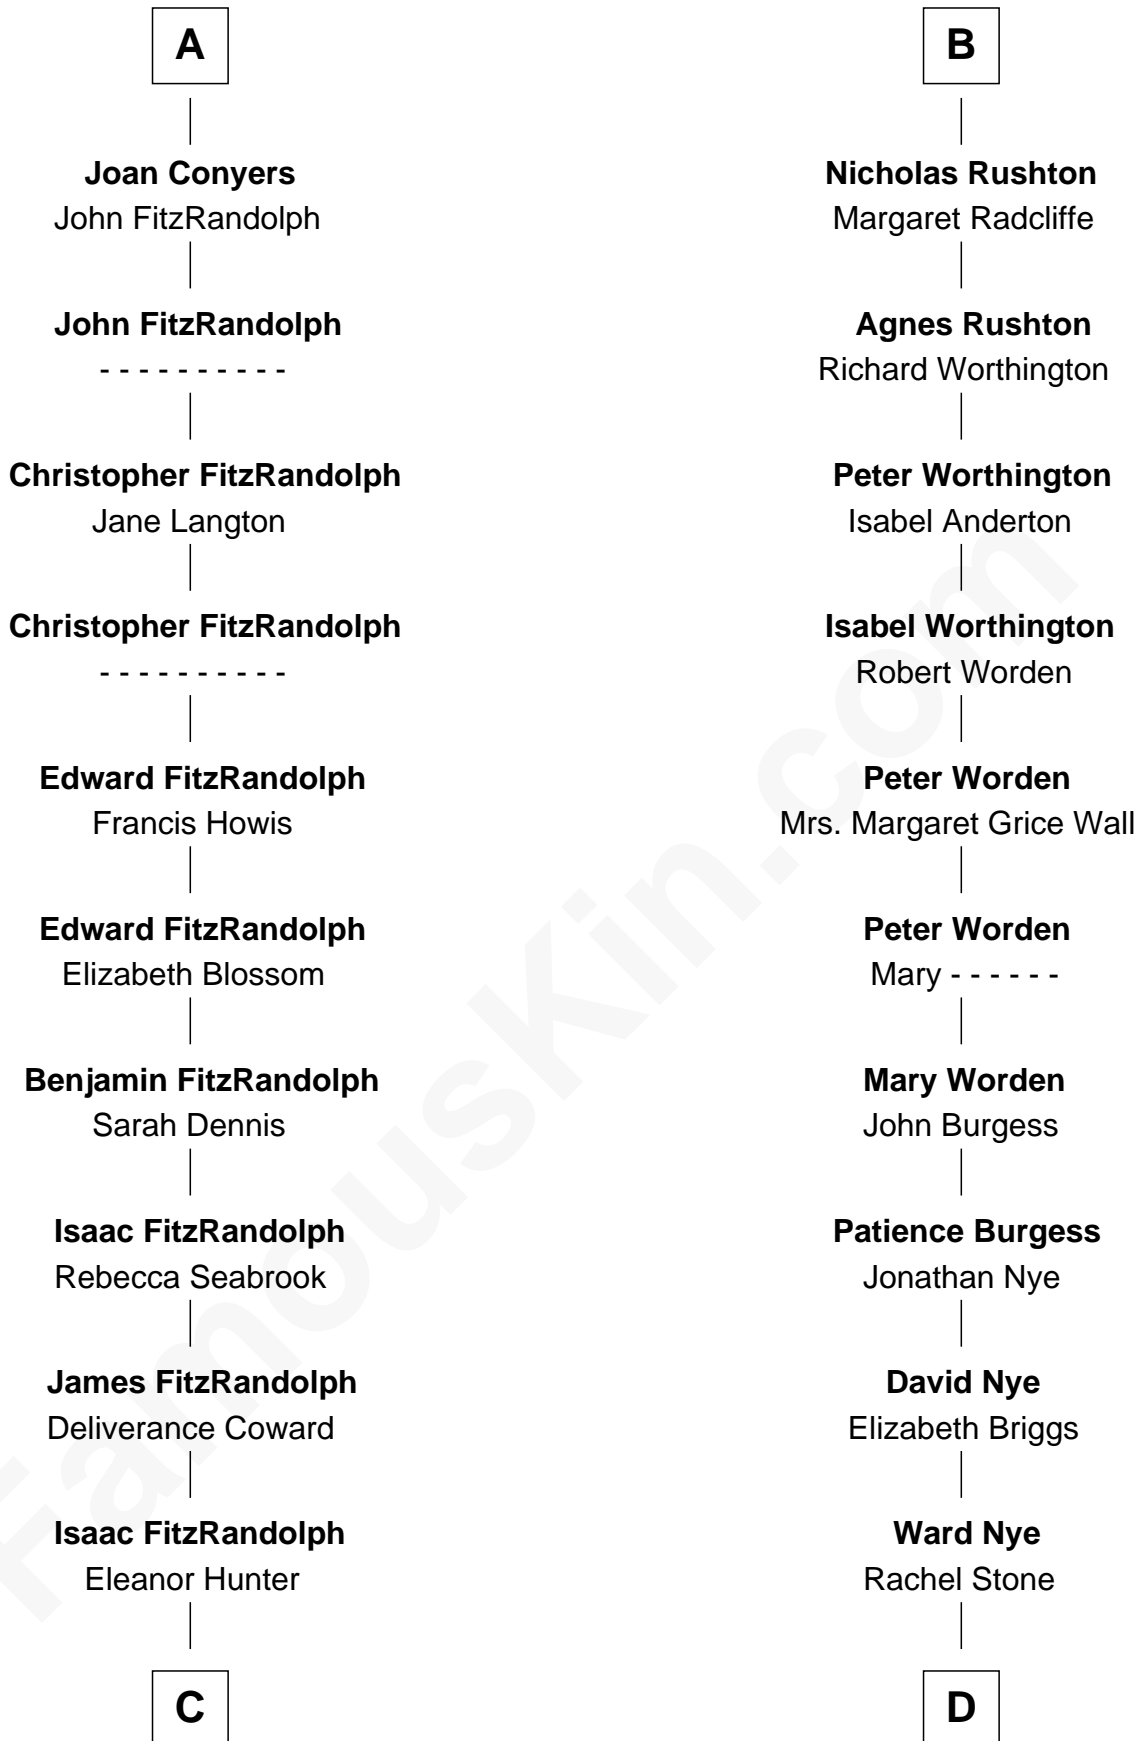 A
Joan Conyers
John FitzRandolph
John FitzRandolph
- - - - - - - - - -
Christopher FitzRandolph
Jane Langton
Christopher FitzRandolph
- - - - - - - - - -
Edward FitzRandolph
Francis Howis
Edward FitzRandolph
Elizabeth Blossom
Benjamin FitzRandolph
Sarah Dennis
Isaac FitzRandolph
Rebecca Seabrook
James FitzRandolph
Deliverance Coward
Isaac FitzRandolph
Eleanor Hunter
C
B
Nicholas Rushton
Margaret Radcliffe
Agnes Rushton
Richard Worthington
Peter Worthington
Isabel Anderton
Isabel Worthington
Robert Worden
Peter Worden
Mrs. Margaret Grice Wall
Peter Worden
Mary - - - - - -
Mary Worden
John Burgess
Patience Burgess
Jonathan Nye
David Nye
Elizabeth Briggs
Ward Nye
Rachel Stone
D
FamousKin.com